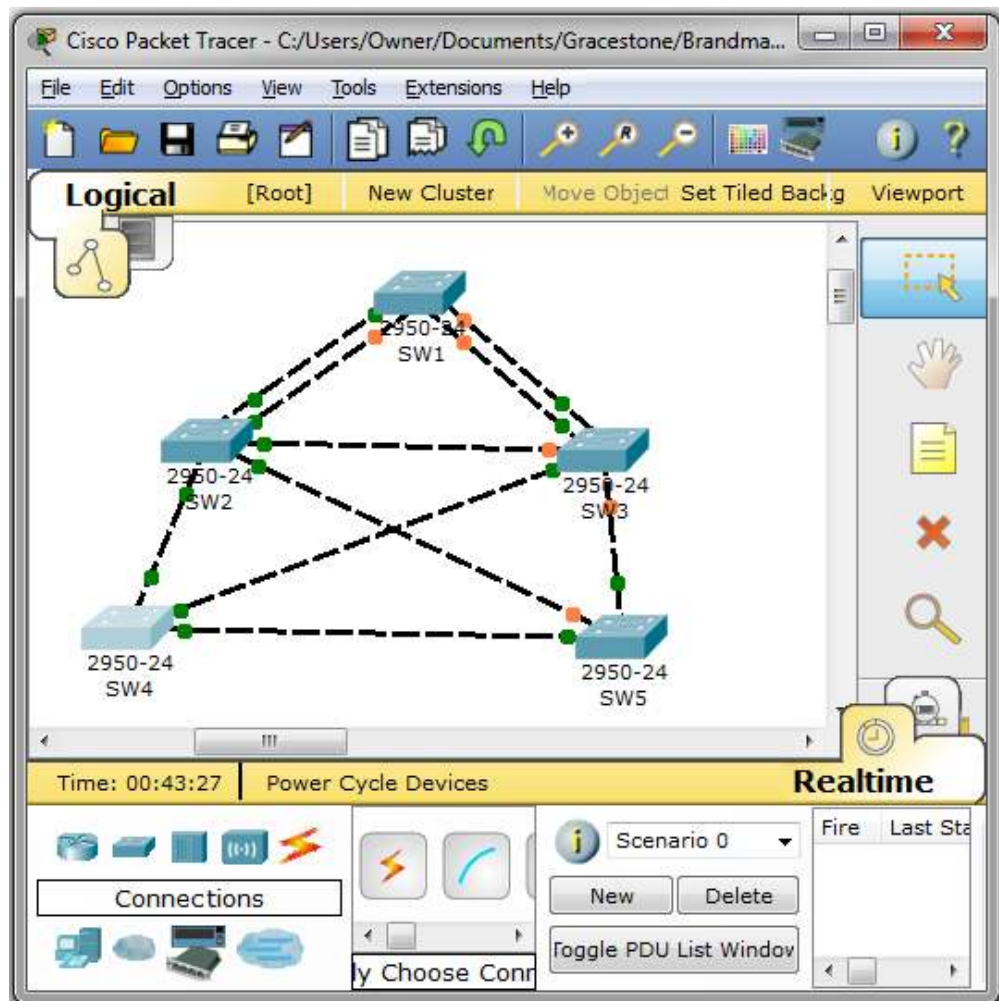 Cisco Packet Tracer - C:/Users/Owner/Documents/Gracestone/Brandma...
File Edit Options View Tools Extensions Help
Logical [Root] New Cluster Move Object Set Tiled Backg Viewport
2950-24
SW1
2950-24
SW2
2950-24
SW3
2950-24
SW4
2950-24
SW5
Time: 00:43:27 Power Cycle Devices Realtime
Scenario 0
Fire Last Sta
Connections
New Delete
Toggle PDU List Window
ly Choose Conn